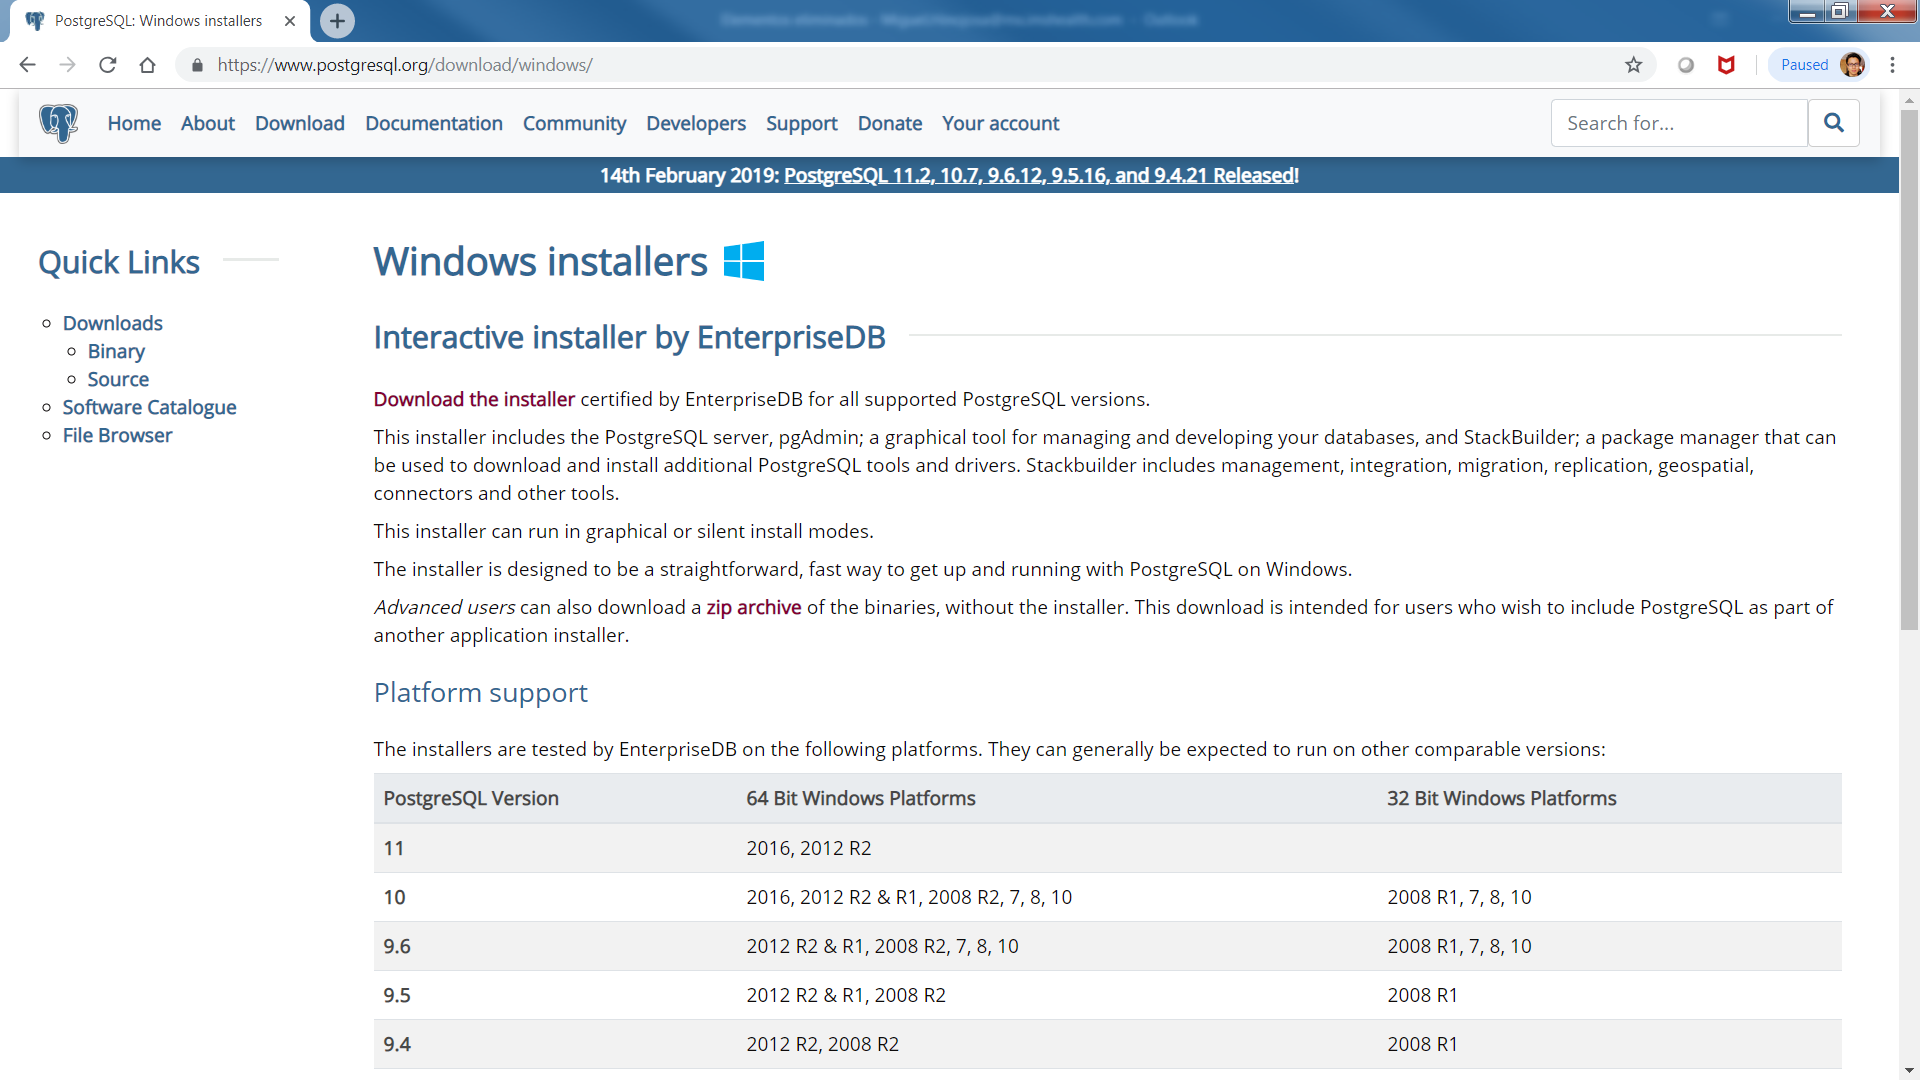 PostgreSQL: Windows installers
https://www.postgresql.org/download/windows/
Paused
Home About Download Documentation Community Developers Support Donate Your account
Search for...
14th February 2019: PostgreSQL 11.2, 10.7, 9.6.12, 9.5.16, and 9.4.21 Released!
Quick Links
Downloads
Binary
Source
Software Catalogue
File Browser
Windows installers
Interactive installer by EnterpriseDB
Download the installer certified by EnterpriseDB for all supported PostgreSQL versions.
This installer includes the PostgreSQL server, pgAdmin; a graphical tool for managing and developing your databases, and StackBuilder; a package manager that can
be used to download and install additional PostgreSQL tools and drivers. Stackbuilder includes management, integration, migration, replication, geospatial,
connectors and other tools.
This installer can run in graphical or silent install modes.
The installer is designed to be a straightforward, fast way to get up and running with PostgreSQL on Windows.
Advanced users can also download a zip archive of the binaries, without the installer. This download is intended for users who wish to include PostgreSQL as part of
another application installer.
Platform support
The installers are tested by EnterpriseDB on the following platforms. They can generally be expected to run on other comparable versions:
PostgreSQL Version 64 Bit Windows Platforms 32 Bit Windows Platforms
11 2016, 2012 R2
10 2016, 2012 R2 & R1, 2008 R2, 7, 8, 10 2008 R1, 7, 8, 10
9.6 2012 R2 & R1, 2008 R2, 7, 8, 10 2008 R1, 7, 8, 10
9.5 2012 R2 & R1, 2008 R2 2008 R1
9.4 2012 R2, 2008 R2 2008 R1